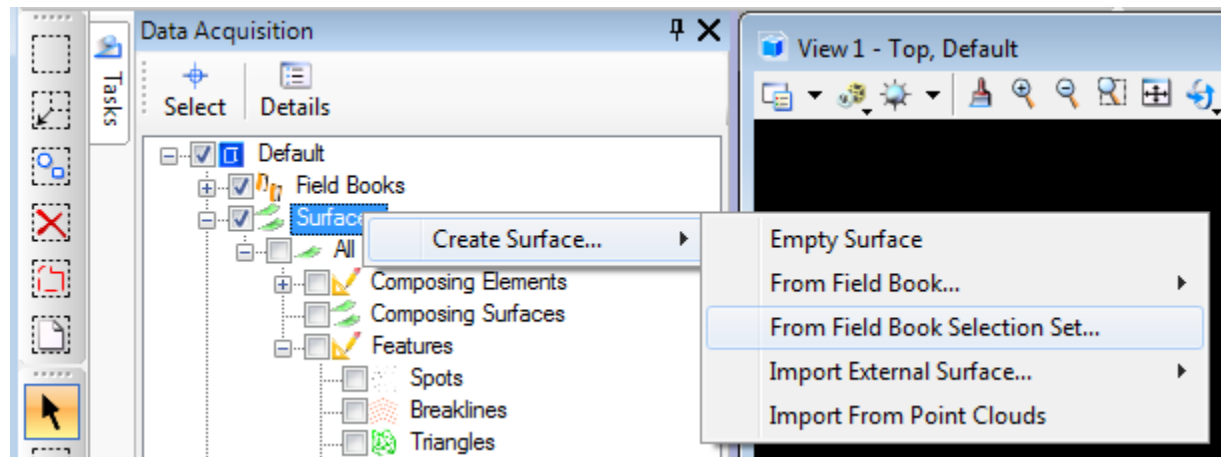 Tasks
Data Acquisition
Select
Details
Default
Field Books
Surface
All
Composing Elements
Composing Surfaces
Features
Spots
Breaklines
Triangles
Create Surface...
Empty Surface
From Field Book...
From Field Book Selection Set...
Import External Surface...
Import From Point Clouds
View 1 - Top, Default